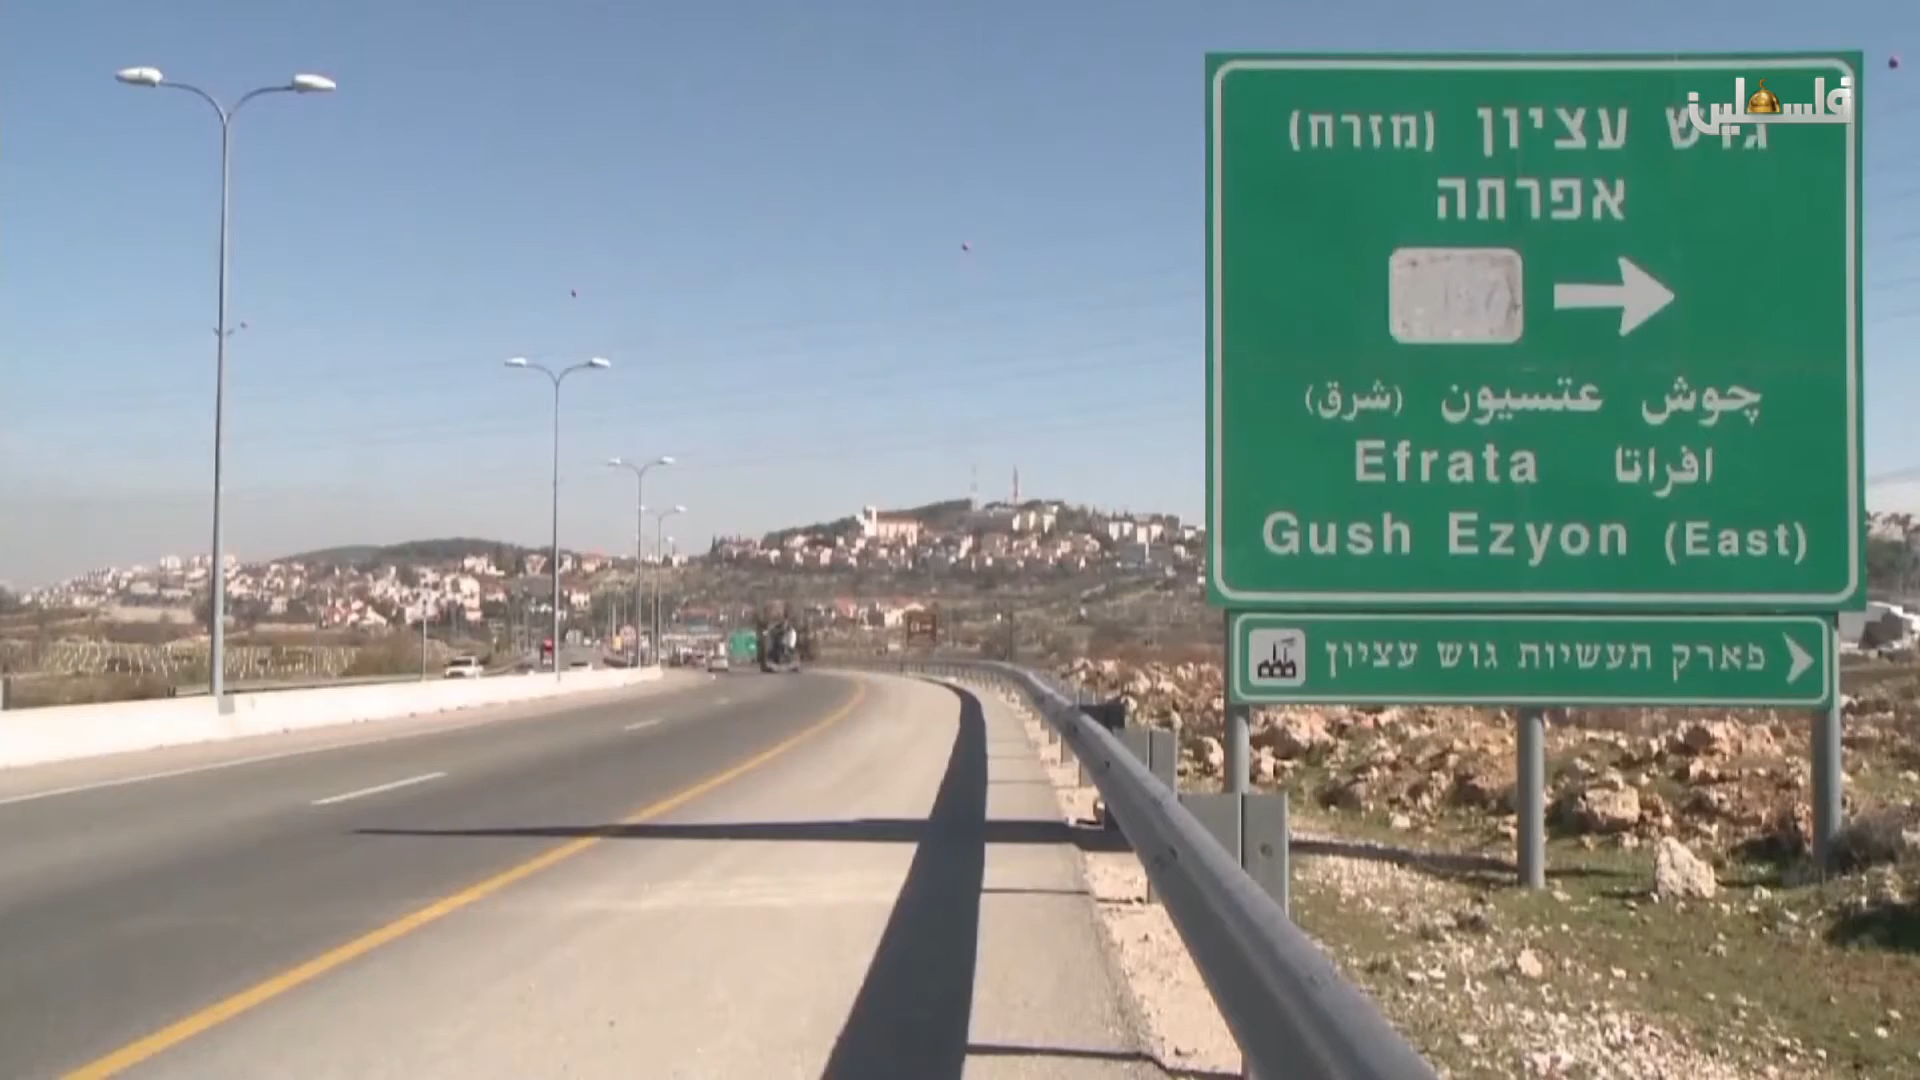 فلسطين
גוש עציון (מזרח)
אפרתה
چوش عتسيون (شرق)
Efrata افراتا
Gush Ezyon (East)
פארק תעשיות גוש עציון